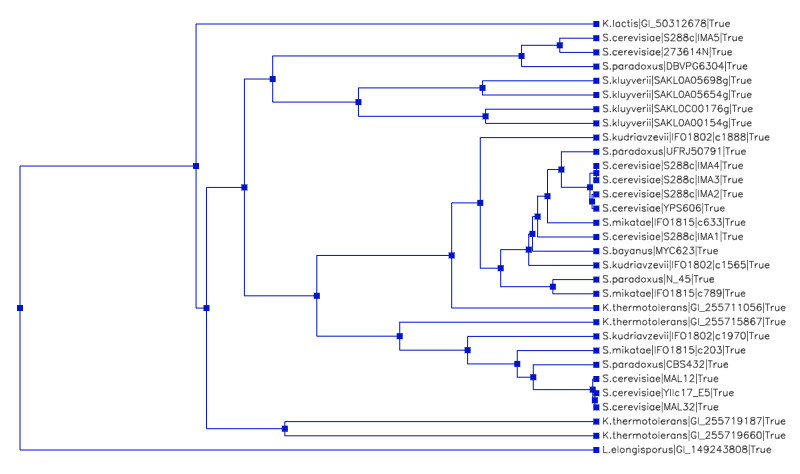 K.lactis|GI_50312678|True
S.cerevisiae|S288c|IMA5|True
S.cerevisiae|273614N|True
S.paradoxus|DBVPG6304|True
S.kluyverii|SAKL0A05698g|True
S.kluyverii|SAKL0A05654g|True
S.kluyverii|SAKL0C00176g|True
S.kluyverii|SAKL0A00154g|True
S.kudriavzevii|IFO1802|c1888|True
S.paradoxus|UFRJ50791|True
S.cerevisiae|S288c|IMA4|True
S.cerevisiae|S288c|IMA3|True
S.cerevisiae|S288c|IMA2|True
S.cerevisiae|YPS606|True
S.mikatae|IFO1815|c633|True
S.cerevisiae|S288c|IMA1|True
S.bayanus|MYC623|True
S.kudriavzevii|IFO1802|c1565|True
S.paradoxus|N_45|True
S.mikatae|IFO1815|c789|True
K.thermotolerans|GI_255711056|True
K.thermotolerans|GI_255715867|True
S.kudriavzevii|IFO1802|c1970|True
S.mikatae|IFO1815|c203|True
S.paradoxus|CBS432|True
S.cerevisiae|MAL12|True
S.cerevisiae|YIlc17_E5|True
S.cerevisiae|MAL32|True
K.thermotolerans|GI_255719187|True
K.thermotolerans|GI_255719660|True
L.elongisporus|GI_149243808|True